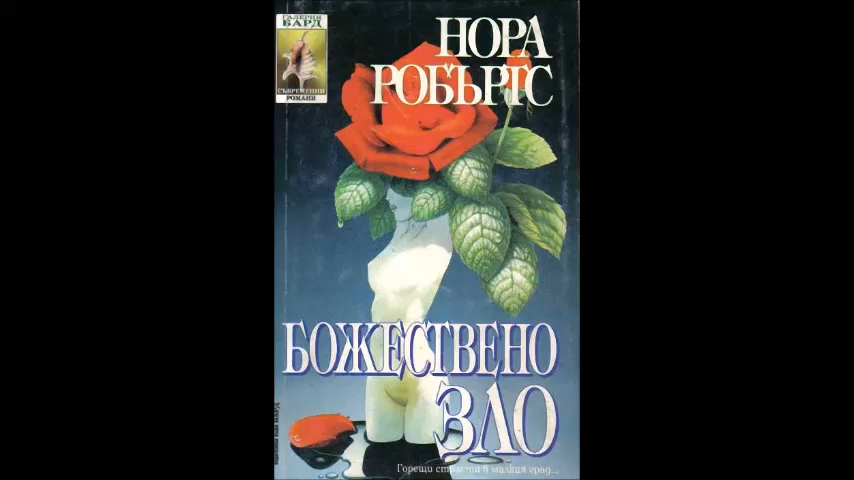 ГАЛЕРИЯ
БАРД
СЪВРЕМЕННИ
РОМАНИ
НОРА
РОБЪРТС
БОЖЕСТВЕНО
ЗЛО
Горещи страсти в малкия град...